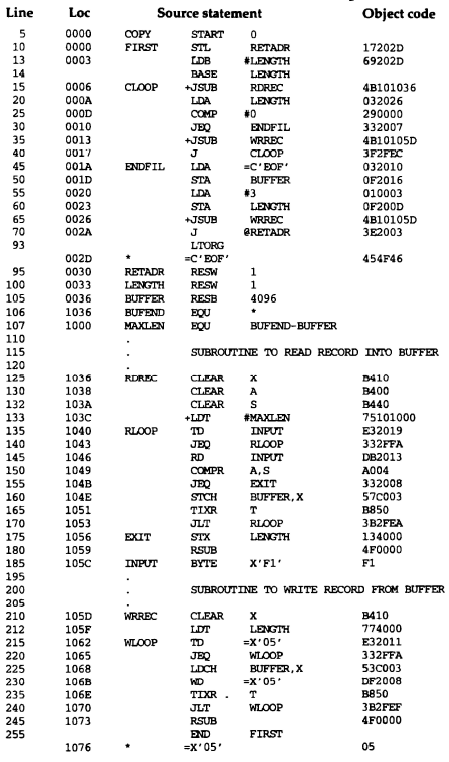 Line Loc Source statement Object code
5 0000 COPY START 0
10 0000 FIRST STL RETADR 17202D
13 0003 LDB #LENGTH 69202D
14 BASE LENGTH
15 0006 CLOOP +JSUB RDREC 4B101036
20 000A LDA LENGTH 032026
25 000D COMP #0 290000
30 0010 JEQ ENDFIL 332007
35 0013 +JSUB WRREC 4B10105D
40 0017 J CLOOP 3F2FEC
45 001A ENDFIL LDA =C'EOF' 032010
50 001D STA BUFFER 0F2016
55 0020 LDA #3 010003
60 0023 STA LENGTH 0F200D
65 0026 +JSUB WRREC 4B10105D
70 002A J @RETADR 3E2003
93 LTORG
002D * =C'EOF' 454F46
95 0030 RETADR RESW 1
100 0033 LENGTH RESW 1
105 0036 BUFFER RESB 4096
106 1036 BUFEND EQU *
107 1000 MAXLEN EQU BUFEND-BUFFER
110 .
115 . SUBROUTINE TO READ RECORD INTO BUFFER
120 .
125 1036 RDREC CLEAR X B410
130 1038 CLEAR A B400
132 103A CLEAR S B440
133 103C +LDT #MAXLEN 75101000
135 1040 RLOOP TD INPUT E32019
140 1043 JEQ RLOOP 332FFA
145 1046 RD INPUT DB2013
150 1049 COMPR A,S A004
155 104B JEQ EXIT 332008
160 104E STCH BUFFER,X 57C003
165 1051 TIXR T B850
170 1053 JLT RLOOP 3B2FEA
175 1056 EXIT STX LENGTH 134000
180 1059 RSUB 4F0000
185 105C INPUT BYTE X'F1' F1
195 .
200 . SUBROUTINE TO WRITE RECORD FROM BUFFER
205 .
210 105D WRREC CLEAR X B410
212 105F LDT LENGTH 774000
215 1062 WLOOP TD =X'05' E32011
220 1065 JEQ WLOOP 332FFA
225 1068 LDCH BUFFER,X 53C003
230 106B WD =X'05' DF2008
235 106E TIXR . T B850
240 1070 JLT WLOOP 3B2FEF
245 1073 RSUB 4F0000
255 END FIRST
1076 * =X'05' 05